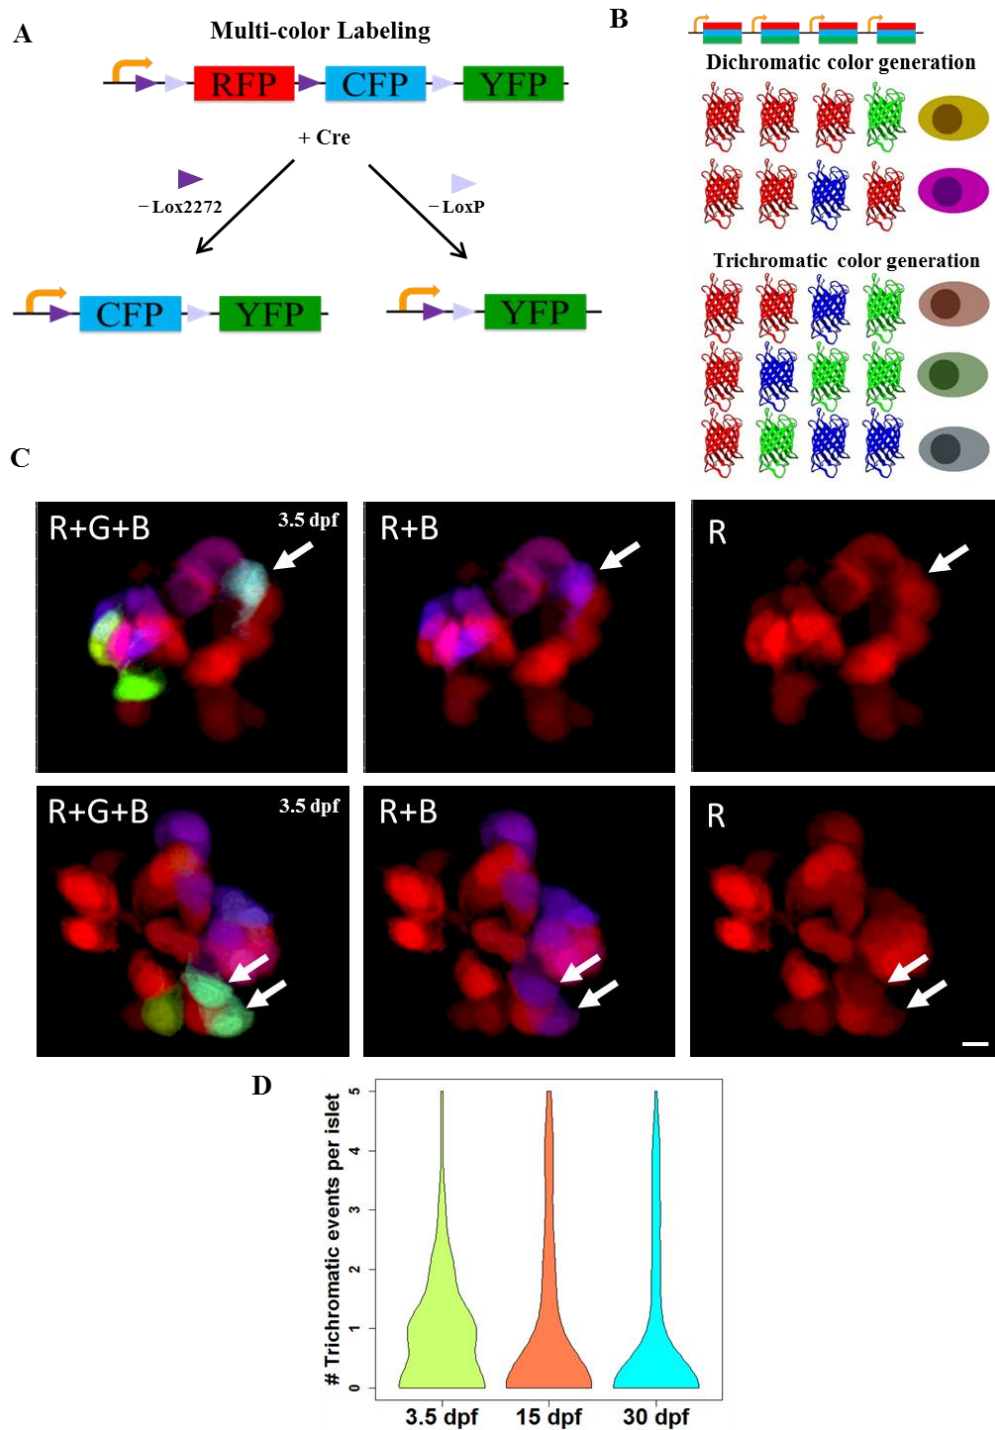 A
Multi-color Labeling
RFP
CFP
YFP
+ Cre
−Lox2272
−LoxP
CFP
YFP
YFP
B
Dichromatic color generation
Trichromatic color generation
C
R+G+B
3.5 dpf
R+B
R
R+G+B
3.5 dpf
R+B
R
D
# Trichromatic events per islet
5
4
3
2
1
0
3.5 dpf
15 dpf
30 dpf